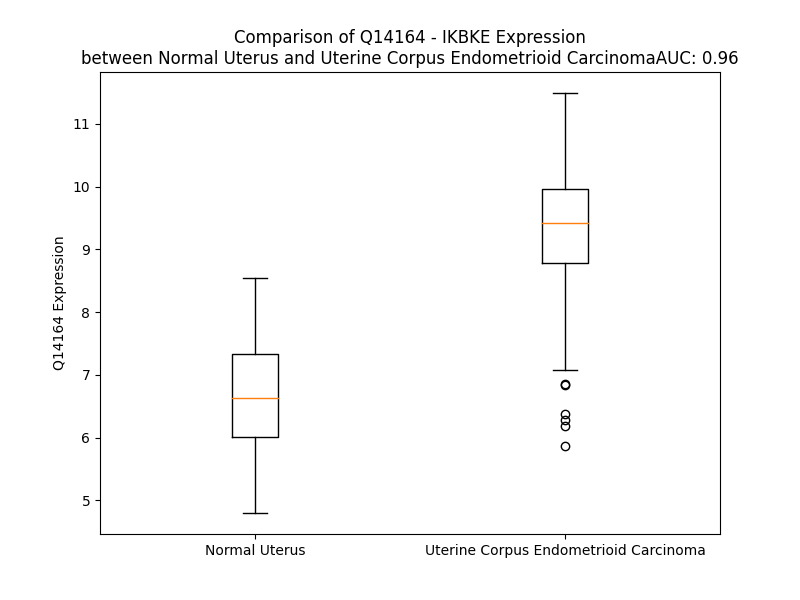 Comparison of Q14164 - IKBKE Expression
between Normal Uterus and Uterine Corpus Endometrioid CarcinomaAUC: 0.96
Q14164 Expression
11
10
9
8
7
6
5
Normal Uterus
Uterine Corpus Endometrioid Carcinoma